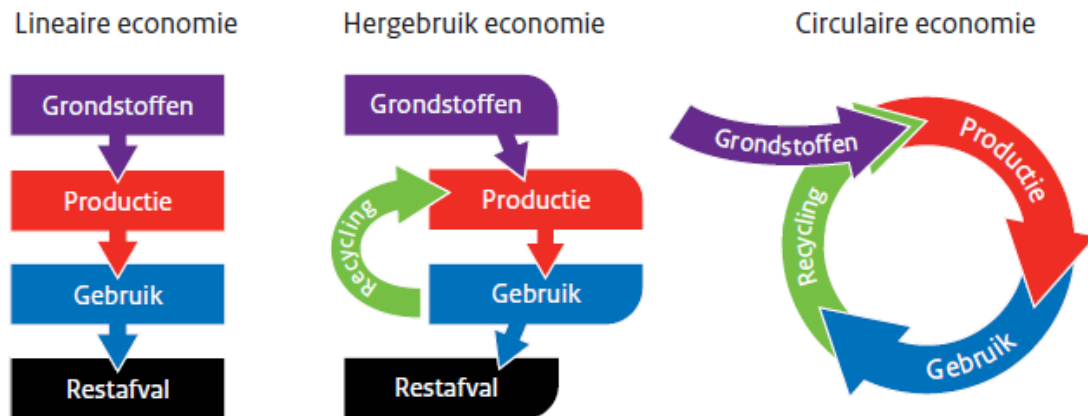 Lineaire economie
Grondstoffen
Productie
Gebruik
Restafval
Hergebruik economie
Grondstoffen
Recycling
Productie
Gebruik
Restafval
Circulaire economie
Grondstoffen
Productie
Recycling
Gebruik